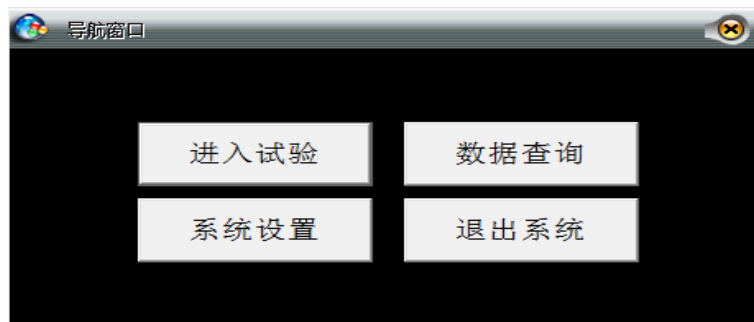 导航窗口
进入试验 数据查询
系统设置 退出系统